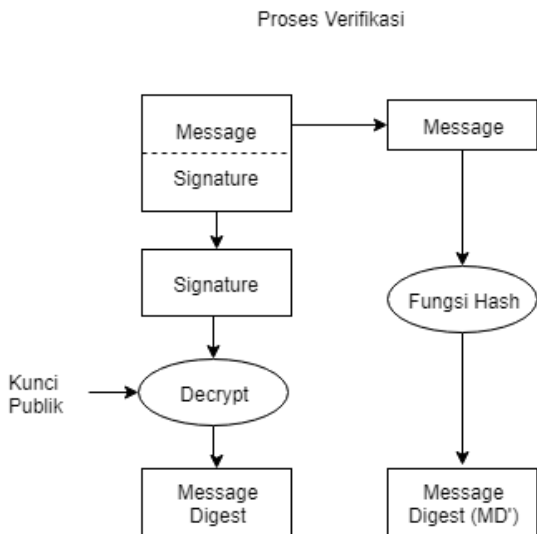 Proses Verifikasi
Message
Message
Signature
Signature
Fungsi Hash
Kunci
Publik
Decrypt
Message
Digest
Message
Digest (MD')